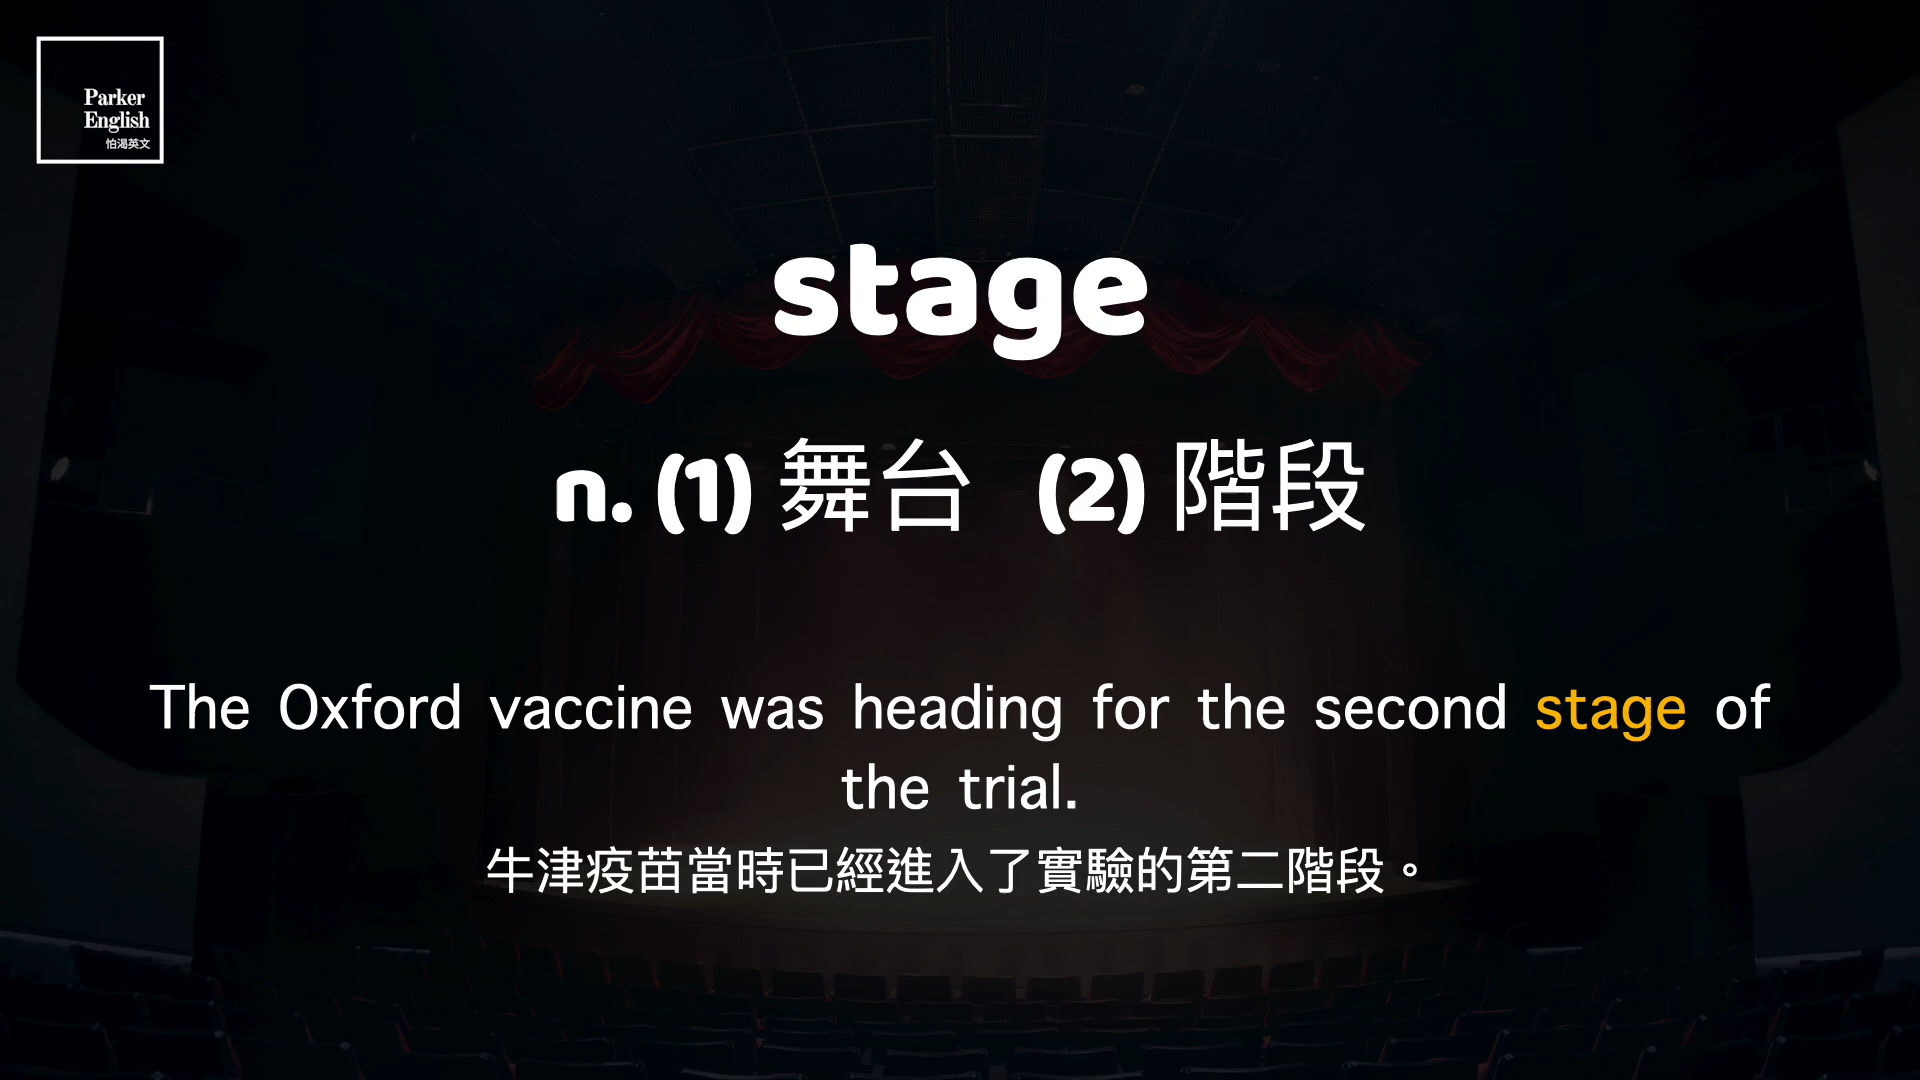 Parker
English
怕渴英文
stage
n. (1) 舞台 (2) 階段
The Oxford vaccine was heading for the second stage of
the trial.
牛津疫苗當時已經進入了實驗的第二階段。